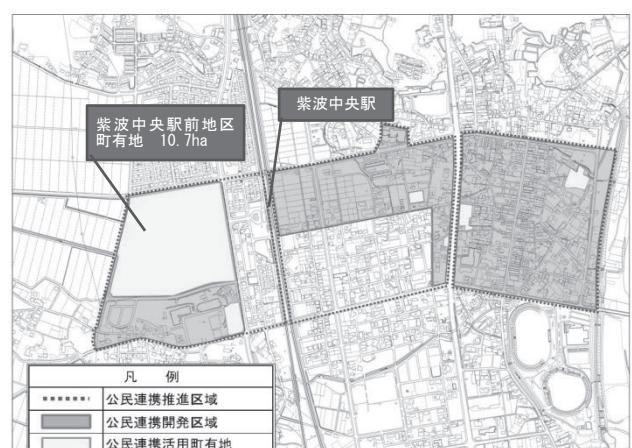 紫波中央駅
紫波中央駅前地区
町有地 10.7ha
凡 例
公民連携推進区域
公民連携開発区域
公民連携活用町有地